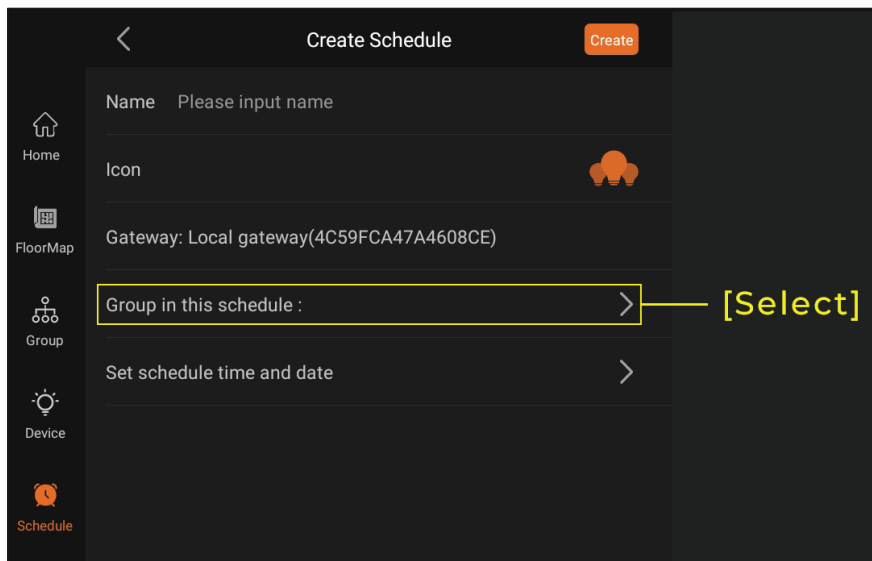 Create Schedule
Create
Name Please input name
Home
Icon
FloorMap
Gateway: Local gateway(4C59FCA47A4608CE)
Group in this schedule :
[Select]
Group
Set schedule time and date
Device
Schedule